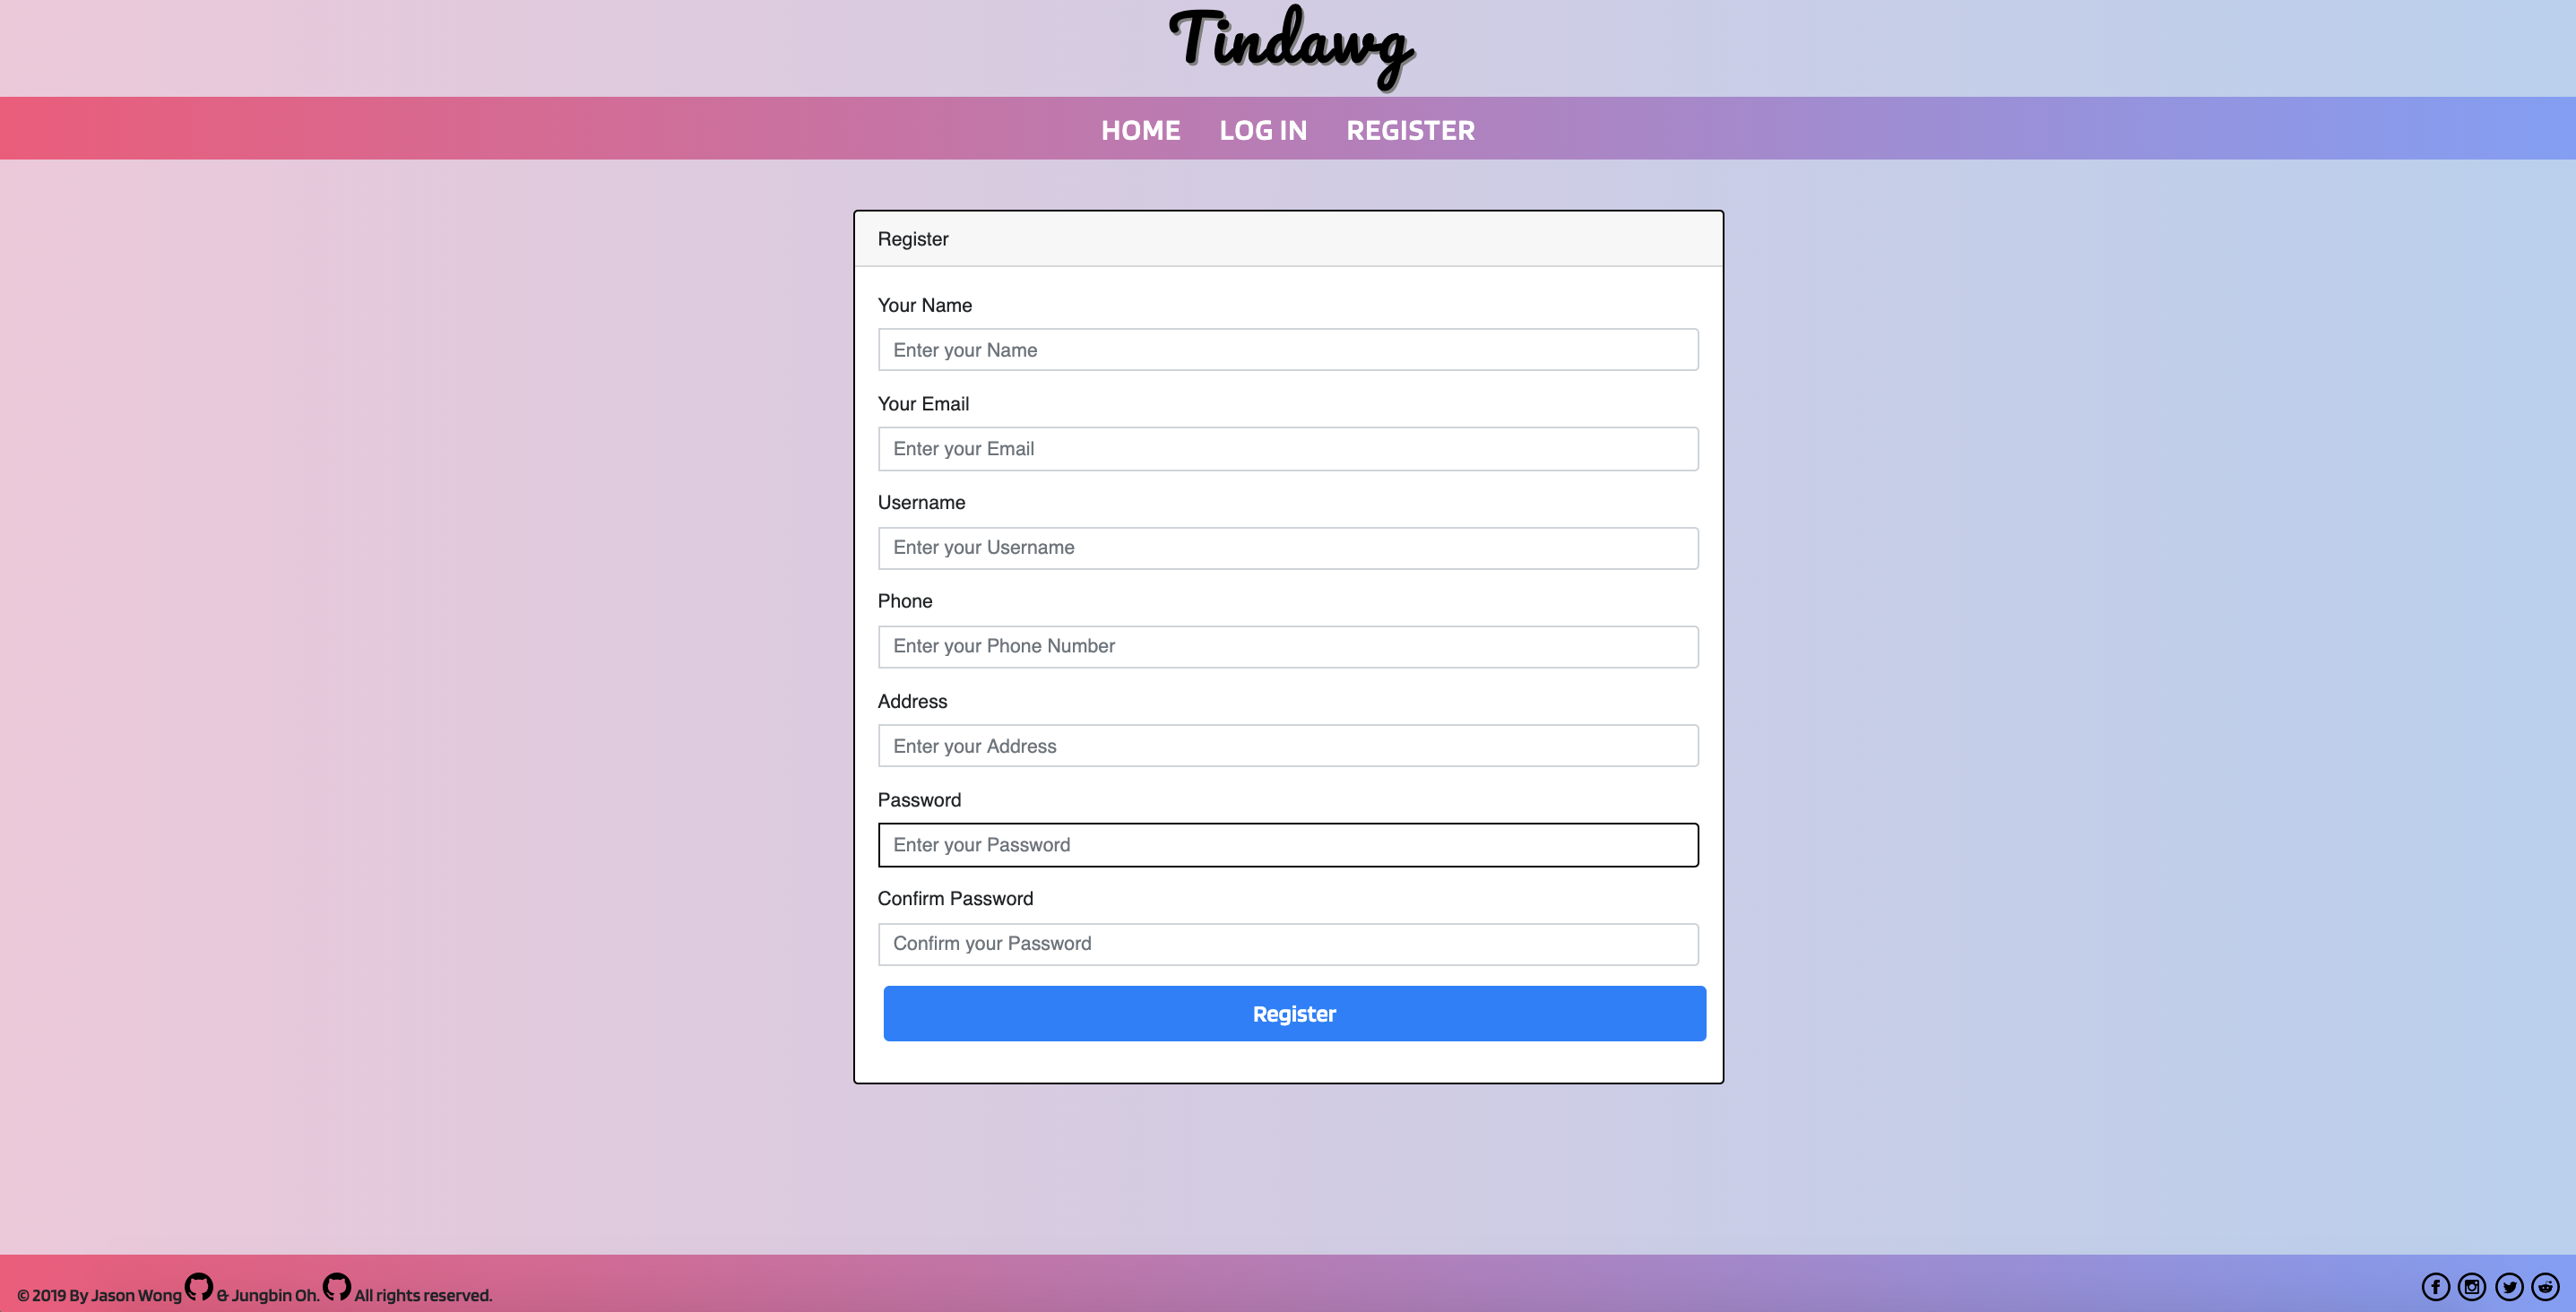 Tindawg
HOME LOG IN REGISTER
Register
Your Name
Enter your Name
Your Email
Enter your Email
Username
Enter your Username
Phone
Enter your Phone Number
Address
Enter your Address
Password
Enter your Password
Confirm Password
Confirm your Password
Register
© 2019 By Jason Wong & Jungbin Oh. All rights reserved.